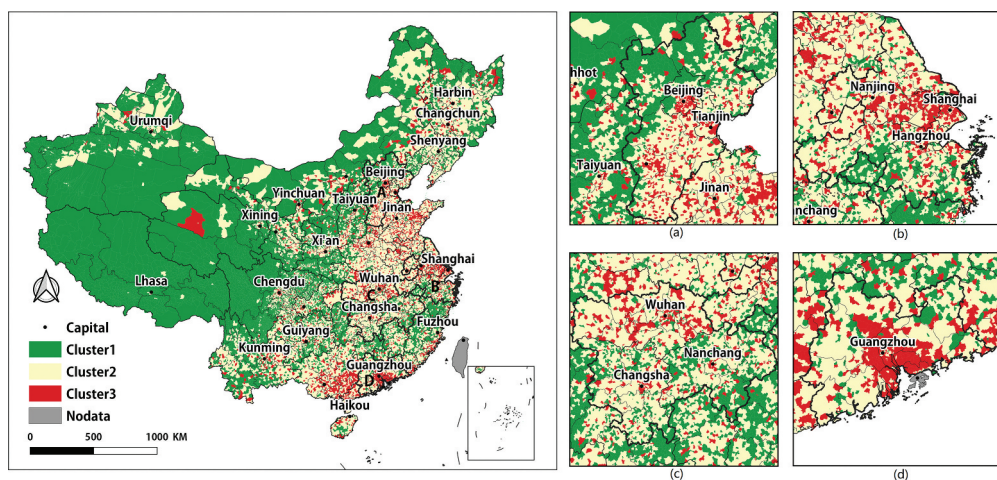 Harbin
Changchun
Urumqi
Shenyang
Beijing
A
Yinchuan
Taiyuan
Jinan
Xining
Xi'an
Shanghai
Wuhan
Lhasa
Chengdu
B
C
Changsha
Capital
Guiyang
Fuzhou
Cluster1
Kunming
Guangzhou
Cluster2
D
Cluster3
Haikou
Nodata
0 500 1000 KM
hhot
Beijing
Tianjin
Taiyuan
Jinan
(a)
Nanjing
Shanghai
Hangzhou
nchang
(b)
Wuhan
Nanchang
Changsha
(c)
Guangzhou
(d)